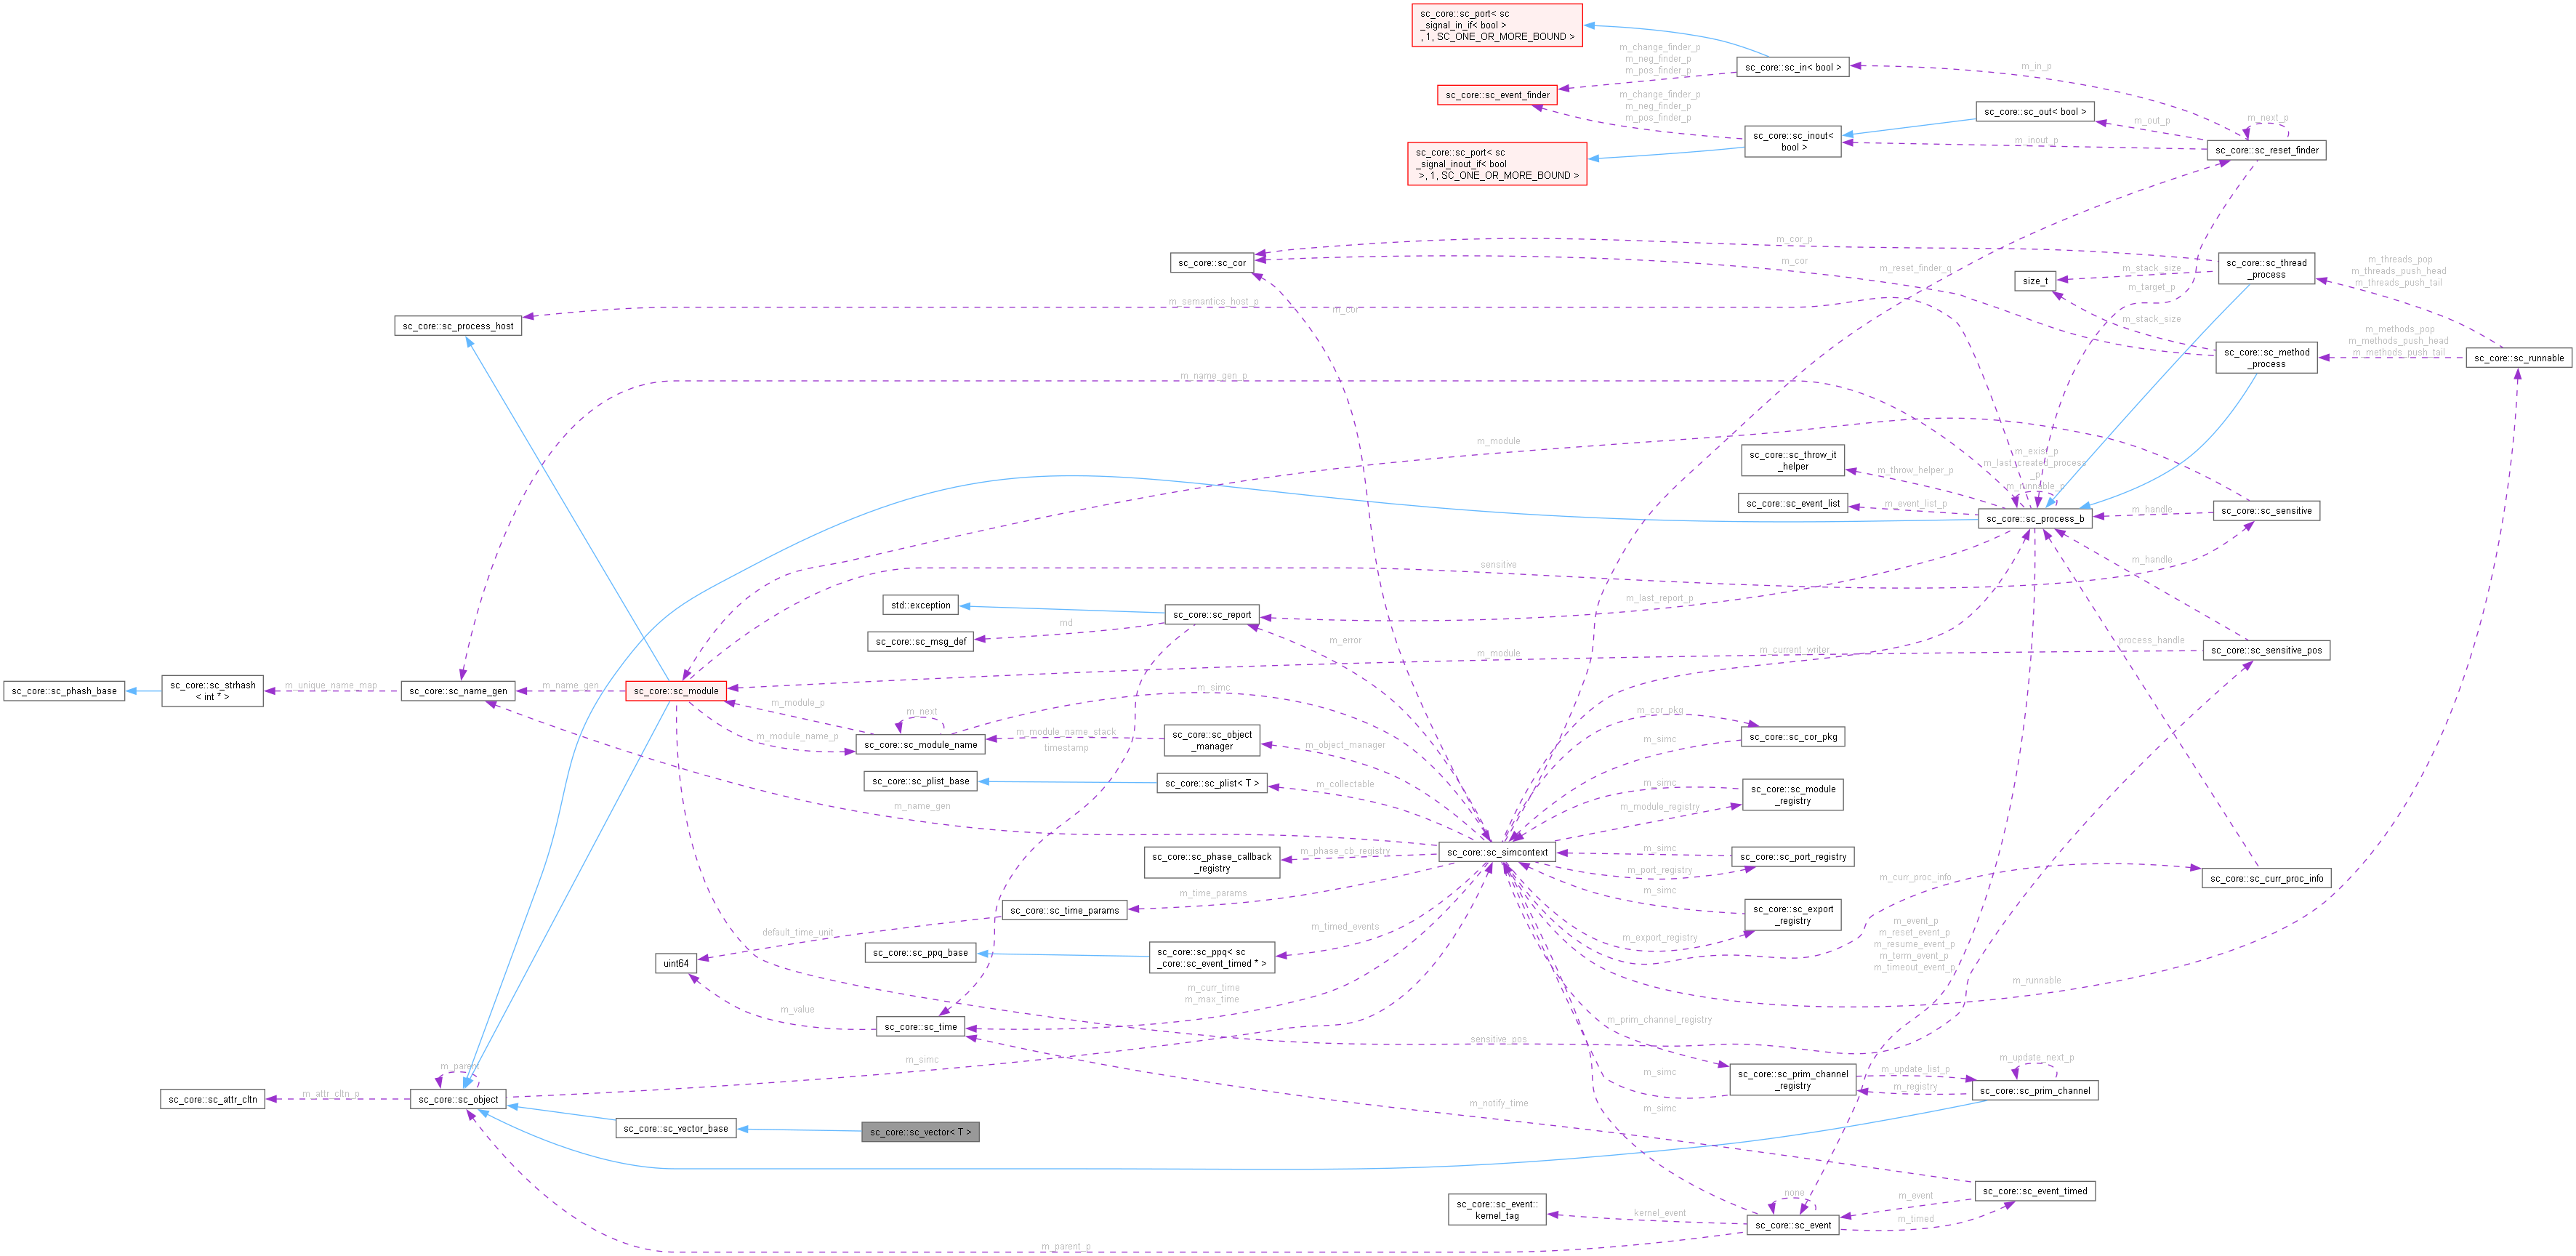 sc_core::sc_port< sc
_signal_in_if< bool >
, 1, SC_ONE_OR_MORE_BOUND >
m_change_finder_p
m_neg_finder_p
m_pos_finder_p
sc_core::sc_in< bool >
m_in_p
sc_core::sc_event_finder
m_change_finder_p
m_neg_finder_p
m_pos_finder_p
sc_core::sc_out< bool >
m_out_p
m_next_p
sc_core::sc_inout<
bool >
m_inout_p
sc_core::sc_reset_finder
sc_core::sc_port< sc
_signal_inout_if< bool
>, 1, SC_ONE_OR_MORE_BOUND >
m_cor_p
sc_core::sc_cor
m_cor
m_reset_finder_q
m_stack_size
size_t
m_target_p
sc_core::sc_thread
_process
m_threads_pop
m_threads_push_head
m_threads_push_tail
m_semantics_host_p
m_cor
m_stack_size
sc_core::sc_process_host
sc_core::sc_method
_process
m_methods_pop
m_methods_push_head
m_methods_push_tail
sc_core::sc_runnable
m_name_gen_p
m_module
sc_core::sc_throw_it
_helper
m_throw_helper_p
m_exist_p
m_last_created_process
_p
m_runnable_p
sc_core::sc_event_list
m_event_list_p
sc_core::sc_process_b
m_handle
sc_core::sc_sensitive
sensitive
m_handle
std::exception
sc_core::sc_report
m_last_report_p
sc_core::sc_msg_def
md
m_error
process_handle
m_module
m_current_writer
sc_core::sc_sensitive_pos
sc_core::sc_phash_base
sc_core::sc_strhash
< int * >
m_unique_name_map
sc_core::sc_name_gen
m_name_gen
sc_core::sc_module
m_simc
m_module_p
m_next
m_module_name_p
sc_core::sc_module_name
m_module_name_stack
timestamp
sc_core::sc_object
_manager
m_object_manager
m_cor_pkg
m_simc
sc_core::sc_cor_pkg
sc_core::sc_plist_base
sc_core::sc_plist< T >
m_collectable
m_simc
m_module_registry
sc_core::sc_module
_registry
m_name_gen
sc_core::sc_phase_callback
_registry
m_phase_cb_registry
sc_core::sc_simcontext
m_simc
m_port_registry
sc_core::sc_port_registry
m_curr_proc_info
sc_core::sc_curr_proc_info
m_time_params
m_simc
sc_core::sc_time_params
sc_core::sc_export
_registry
default_time_unit
m_timed_events
m_export_registry
m_event_p
m_reset_event_p
m_resume_event_p
m_term_event_p
m_timeout_event_p
sc_core::sc_ppq_base
sc_core::sc_ppq< sc
_core::sc_event_timed * >
uint64
m_runnable
m_curr_time
m_max_time
m_value
sc_core::sc_time
m_prim_channel_registry
sensitive_pos
m_simc
m_parent
m_simc
sc_core::sc_prim_channel
_registry
m_update_list_p
m_registry
m_update_next_p
sc_core::sc_prim_channel
sc_core::sc_attr_cltn
m_attr_cltn_p
sc_core::sc_object
m_notify_time
m_simc
sc_core::sc_vector_base
sc_core::sc_vector< T >
none
m_event
sc_core::sc_event_timed
sc_core::sc_event::
kernel_tag
kernel_event
sc_core::sc_event
m_timed
m_parent_p